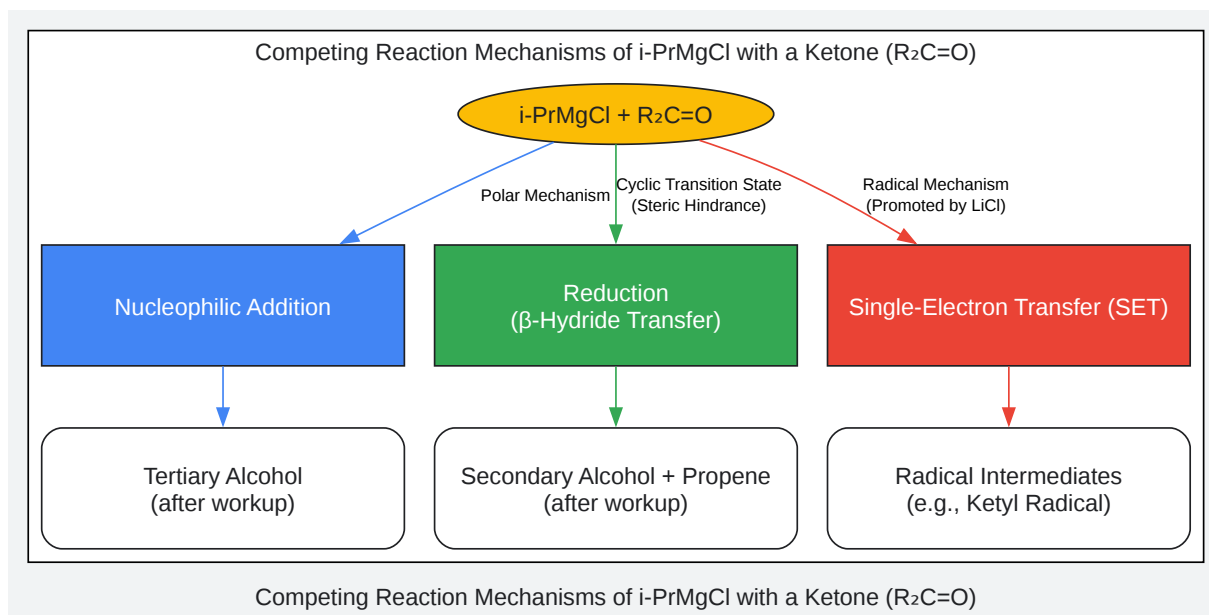 Competing Reaction Mechanisms of i-PrMgCl with a Ketone (R₂C=O)
i-PrMgCl + R₂C=O
Polar Mechanism
Cyclic Transition State
(Steric Hindrance)
Radical Mechanism
(Promoted by LiCl)
Nucleophilic Addition
Reduction
(β-Hydride Transfer)
Single-Electron Transfer (SET)
Tertiary Alcohol
(after workup)
Secondary Alcohol + Propene
(after workup)
Radical Intermediates
(e.g., Ketyl Radical)
Competing Reaction Mechanisms of i-PrMgCl with a Ketone (R₂C=O)